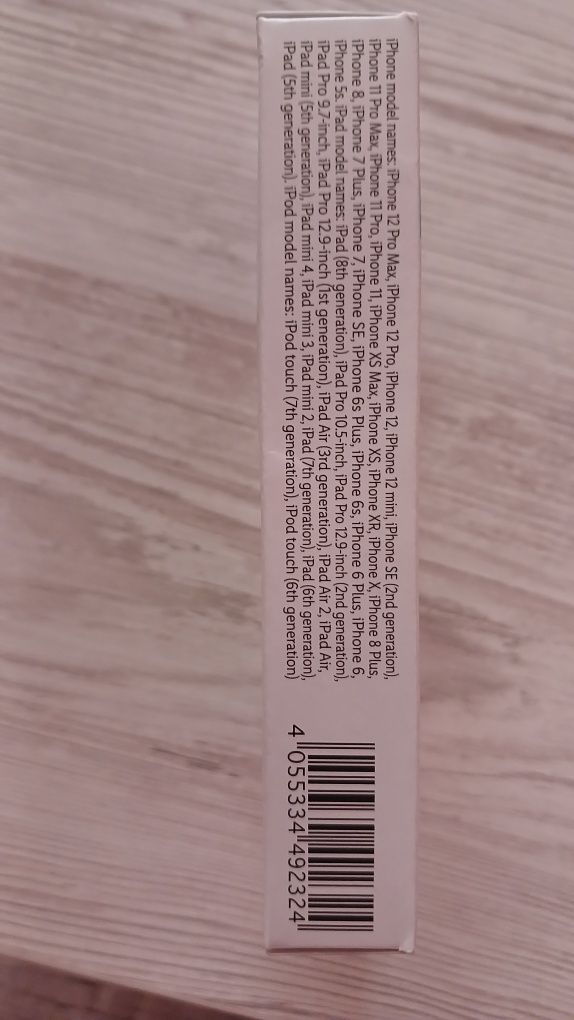 iPhone model names: iPhone 12 Pro Max, iPhone 12 Pro, iPhone 12, iPhone 12 mini, iPhone SE (2nd generation),
iPhone 11 Pro Max, iPhone 11 Pro, iPhone 11, iPhone XS Max, iPhone XS, iPhone XR, iPhone X, iPhone 8 Plus,
iPhone 8, iPhone 7 Plus, iPhone 7, iPhone SE, iPhone 6s Plus, iPhone 6s, iPhone 6 Plus, iPhone 6,
iPhone 5s. iPad model names: iPad (8th generation), iPad Pro 10.5-inch, iPad Pro 12.9-inch (2nd generation),
iPad Pro 9.7-inch, iPad Pro 12.9-inch (1st generation), iPad Air (3rd generation), iPad Air 2, iPad Air,
iPad mini (5th generation), iPad mini 4, iPad mini 3, iPad mini 2, iPad (7th generation), iPad (6th generation),
iPad (5th generation). iPod model names: iPod touch (7th generation), iPod touch (6th generation)
4 055334 492324